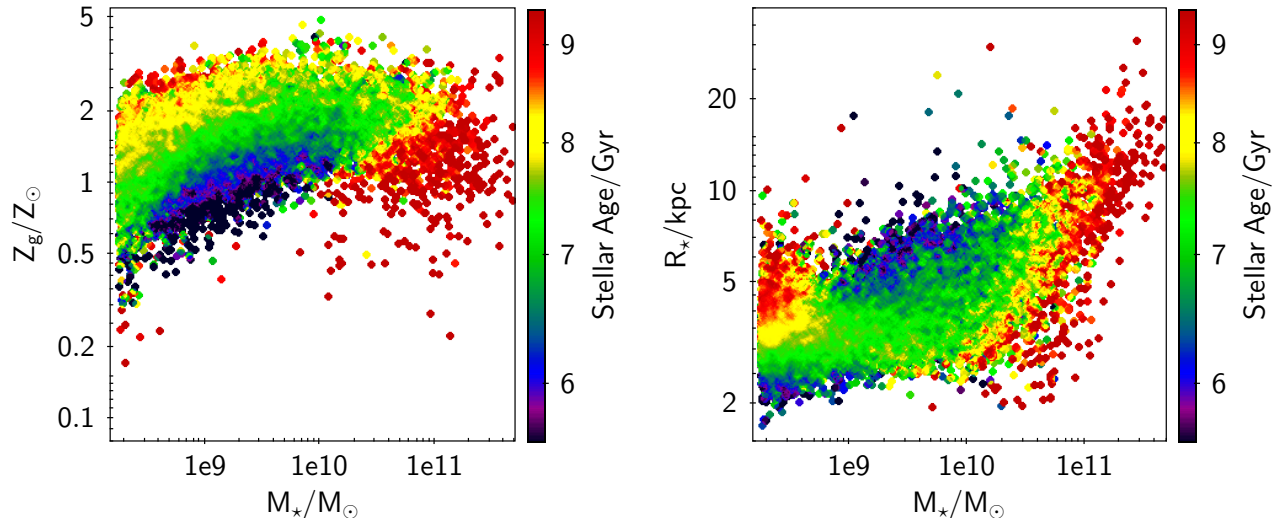 5
2
1
0.5
0.2
0.1
Z_g/Z_⊙
1e9 1e10 1e11
M_⋆/M_⊙
9
8
7
6
Stellar Age/Gyr
20
10
5
2
R_⋆/kpc
1e9 1e10 1e11
M_⋆/M_⊙
9
8
7
6
Stellar Age/Gyr